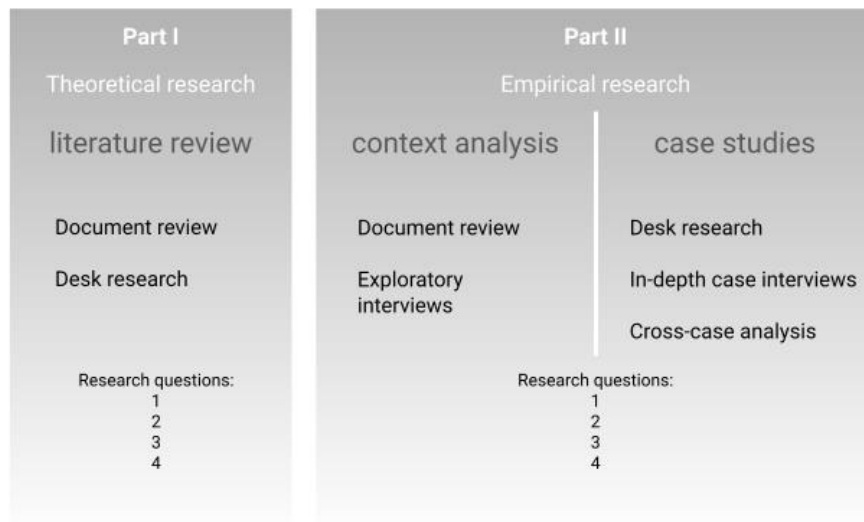 Part I
Theoretical research
literature review
Document review
Desk research
Research questions:
1
2
3
4
Part II
Empirical research
context analysis
Document review
Exploratory
interviews
case studies
Desk research
In-depth case interviews
Cross-case analysis
Research questions:
1
2
3
4